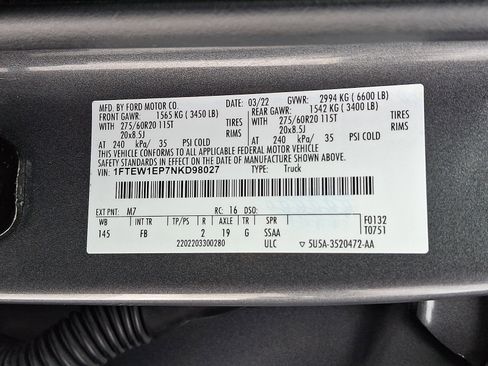 MFD. BY FORD MOTOR CO. DATE: 03/22 GVWR: 2994 KG ( 6600 LB)
FRONT GAWR: 1565 KG ( 3450 LB) REAR GAWR: 1542 KG ( 3400 LB)
WITH 275/60R20 115T TIRES WITH 275/60R20 115T TIRES
20x8.5J RIMS 20x8.5J RIMS
AT 240 kPa/ 35 PSI COLD AT 240 kPa/ 35 PSI COLD
THIS VEHICLE CONFORMS TO ALL APPLICABLE FEDERAL MOTOR VEHICLE
SAFETY STANDARDS IN EFFECT ON THE DATE OF MANUFACTURE SHOWN ABOVE.
VIN: 1FTEW1EP7NKD98027 TYPE: Truck
EXT PNT: M7 RC: 16 DSO: F0132
WB INT TR TP/PS R AXLE TR SPR T0751
145 FB 2 19 G SSAA
2202203300280 ULC ▽ 5U5A-3520472-AA